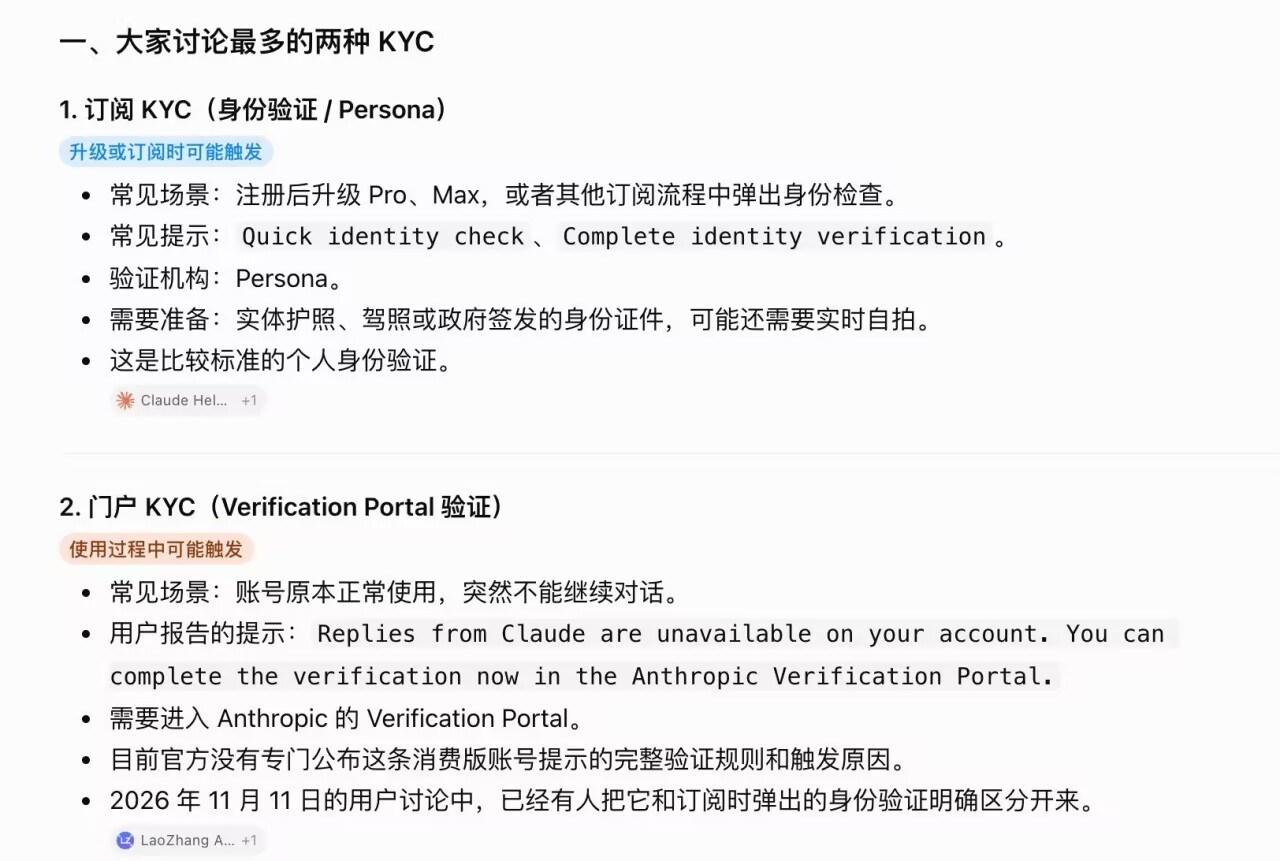 一、大家讨论最多的两种 KYC
1. 订阅 KYC（身份验证 / Persona）
升级或订阅时可能触发
• 常见场景：注册后升级 Pro、Max，或者其他订阅流程中弹出身份检查。
• 常见提示： Quick identity check 、 Complete identity verification 。
• 验证机构：Persona。
• 需要准备：实体护照、驾照或政府签发的身份证件，可能还需要实时自拍。
• 这是比较标准的个人身份验证。
Claude Hel... +1
2. 门户 KYC（Verification Portal 验证）
使用过程中可能触发
• 常见场景：账号原本正常使用，突然不能继续对话。
• 用户报告的提示： Replies from Claude are unavailable on your account. You can
complete the verification now in the Anthropic Verification Portal.
• 需要进入 Anthropic 的 Verification Portal。
• 目前官方没有专门公布这条消费版账号提示的完整验证规则和触发原因。
• 2026 年 11 月 11 日的用户讨论中，已经有人把它和订阅时弹出的身份验证明确区分开来。
LZ LaoZhang A... +1